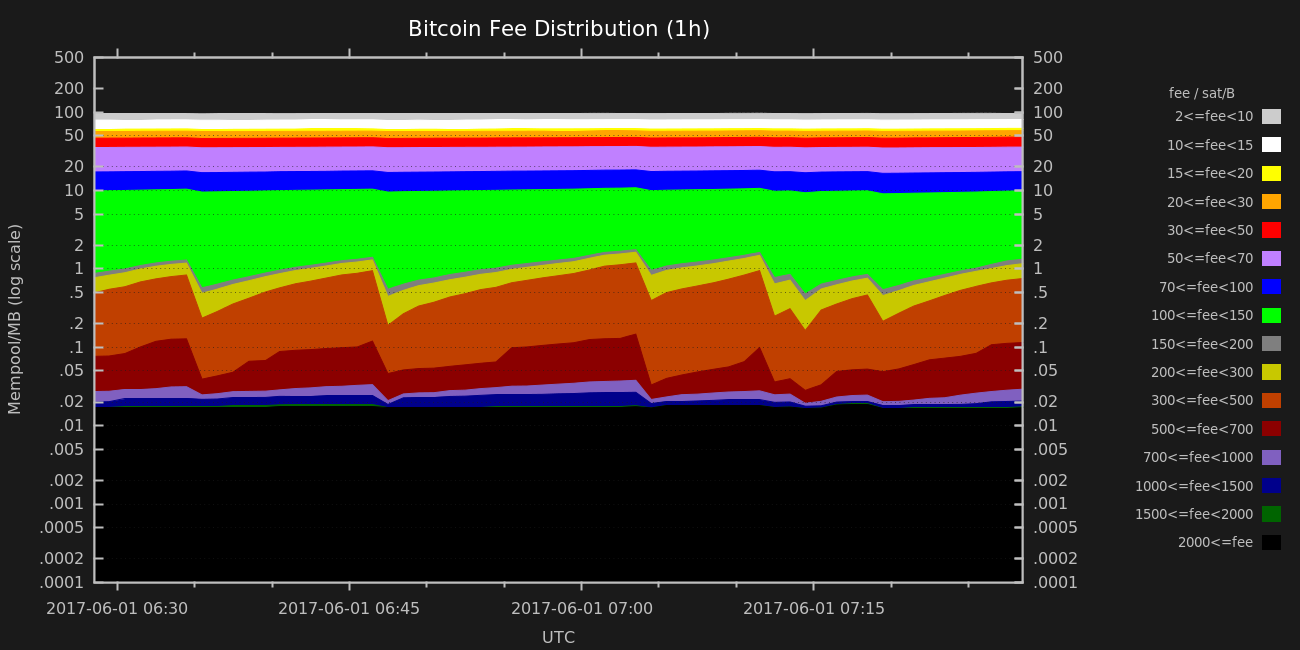 Bitcoin Fee Distribution (1h)
500
200
100
50
20
10
5
2
1
.5
.2
.1
.05
.02
.01
.005
.002
.001
.0005
.0002
.0001
Mempool/MB (log scale)
500
200
100
50
20
10
5
2
1
.5
.2
.1
.05
.02
.01
.005
.002
.001
.0005
.0002
.0001
2017-06-01 06:30
2017-06-01 06:45
2017-06-01 07:00
2017-06-01 07:15
UTC
fee / sat/B
2<=fee<10
10<=fee<15
15<=fee<20
20<=fee<30
30<=fee<50
50<=fee<70
70<=fee<100
100<=fee<150
150<=fee<200
200<=fee<300
300<=fee<500
500<=fee<700
700<=fee<1000
1000<=fee<1500
1500<=fee<2000
2000<=fee